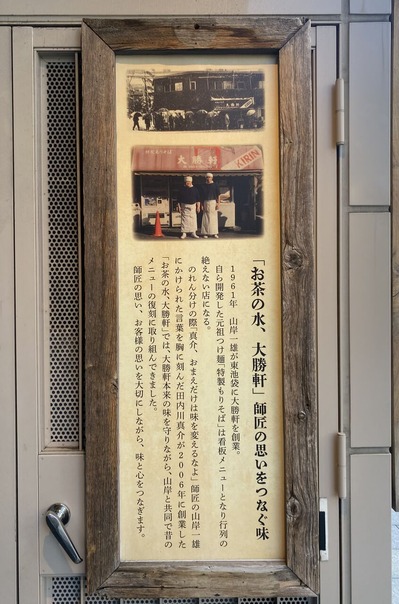 大勝軒
KIRIN
「お茶の水、大勝軒」師匠の思いをつなぐ味
1961年　山岸一雄が東池袋に大勝軒を創業。
自ら開発した元祖つけ麺「特製もりそば」は看板メニューとなり行列の
絶えない店になる。
のれん分けの際「真介、おまえだけは味を変えるなよ」師匠の山岸一雄
にかけられた言葉を胸に刻んだ田内川真介が2006年に創業した
「お茶の水、大勝軒」では、大勝軒本来の味を守りながら、山岸と共同で昔の
メニューの復刻に取り組んできました。
師匠の思い、お客様の思いを大切にしながら、味と心をつなぎます。